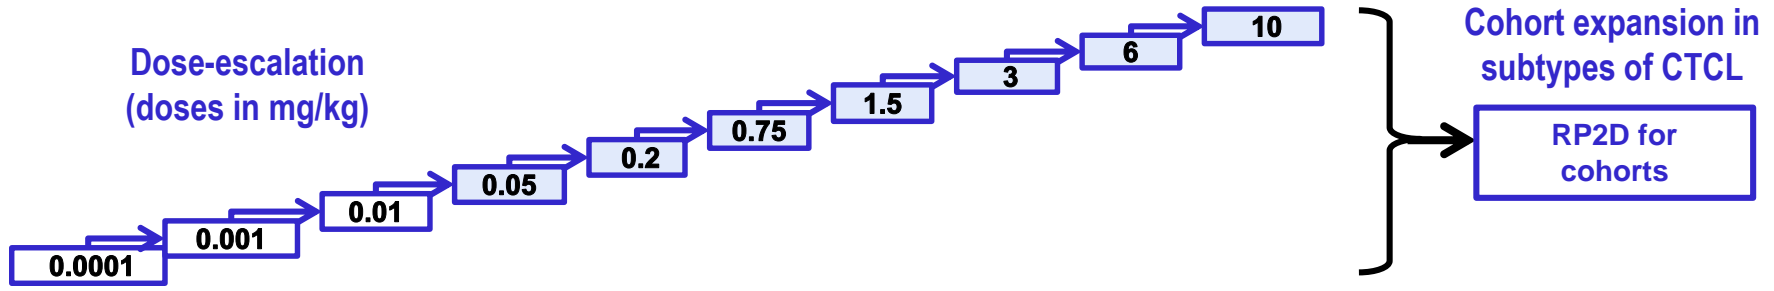 Dose-escalation
(doses in mg/kg)
0.0001
0.001
0.01
0.05
0.2
0.75
1.5
3
6
10
Cohort expansion in
subtypes of CTCL
RP2D for
cohorts